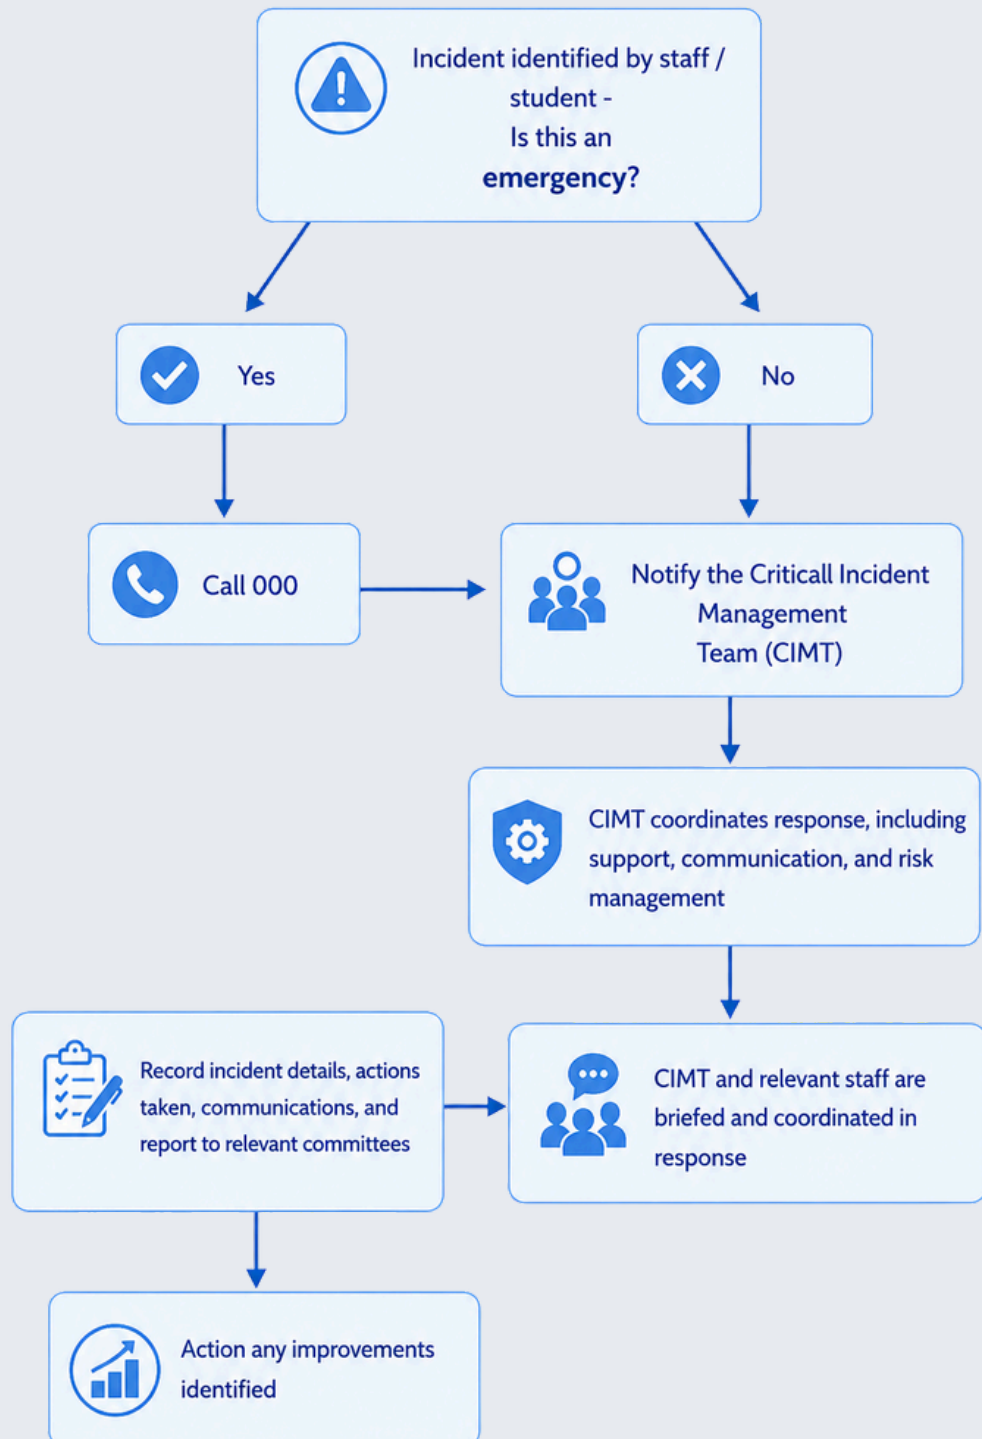 Incident identified by staff /
student -
Is this an
emergency?
Yes
No
Call 000
Notify the Criticall Incident
Management
Team (CIMT)
CIMT coordinates response, including
support, communication, and risk
management
Record incident details, actions
taken, communications, and
report to relevant committees
CIMT and relevant staff are
briefed and coordinated in
response
Action any improvements
identified